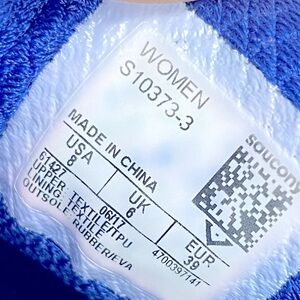 WOMEN
S10373-3
saucony
MADE IN CHINA
USA UK EUR
8 6 39
61427 06/17 4700397141
UPPER: TEXTILE/TPU
LINING: TEXTILE
OUTSOLE RUBBER/EVA